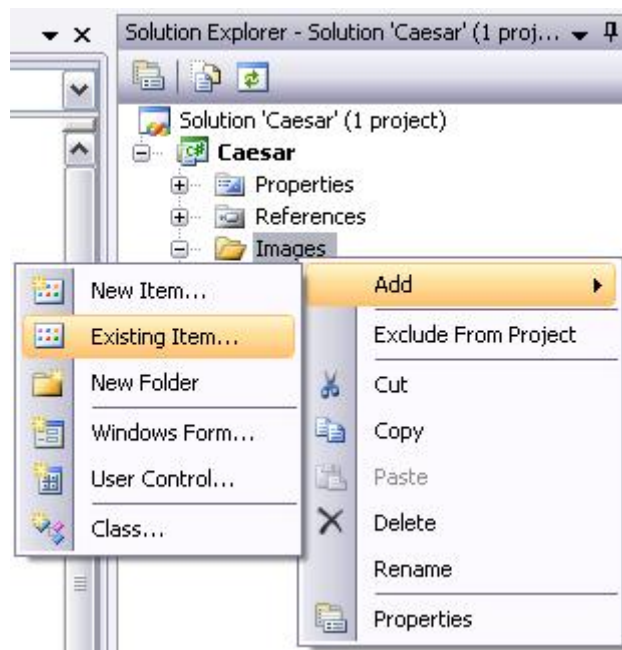 Solution Explorer - Solution 'Caesar' (1 proj...
Solution 'Caesar' (1 project)
Caesar
Properties
References
Images
New Item...
Existing Item...
New Folder
Windows Form...
User Control...
Class...
Add
Exclude From Project
Cut
Copy
Paste
Delete
Rename
Properties